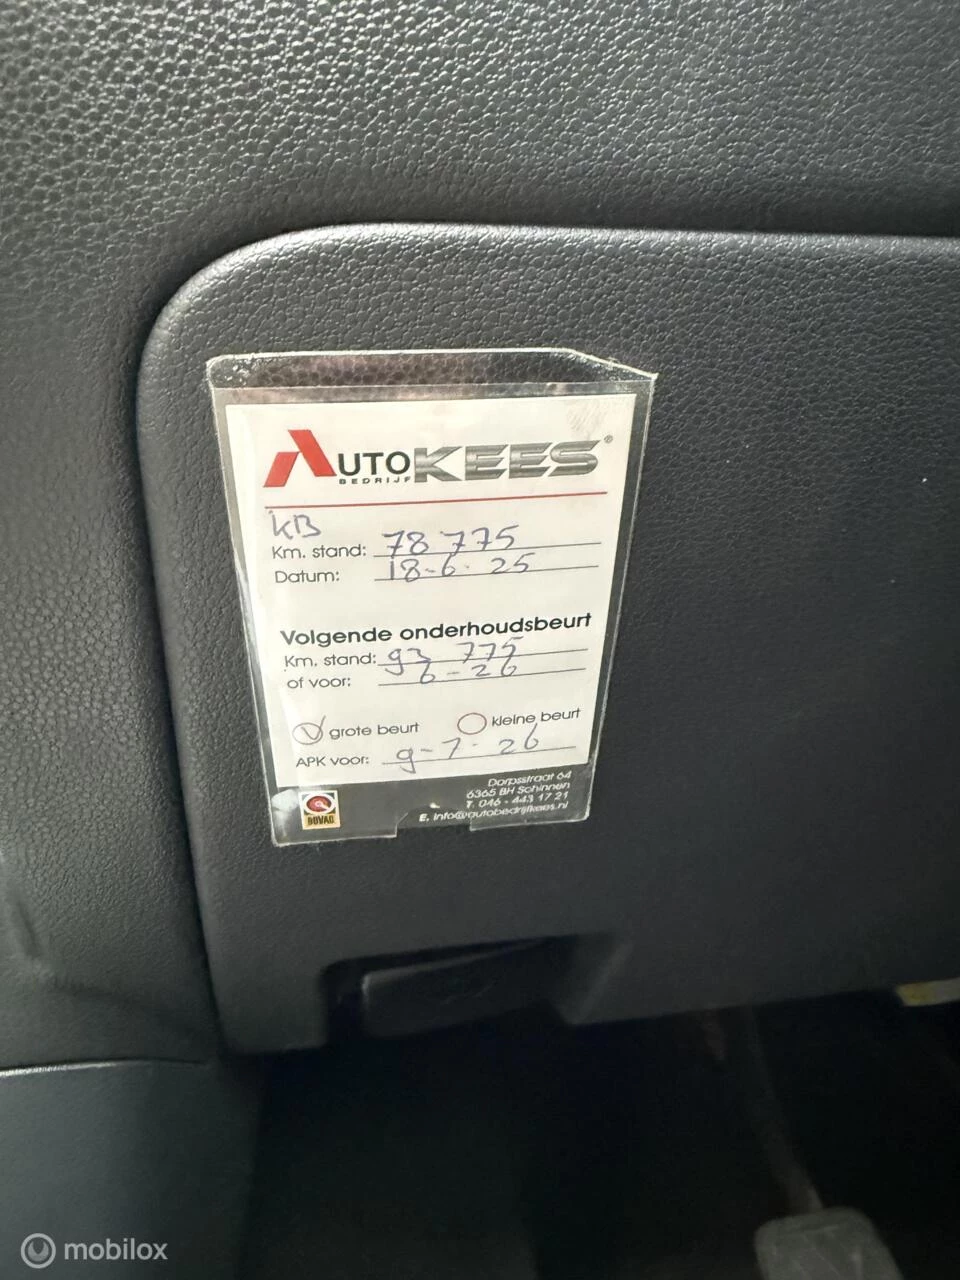 AUTO KEES®
BEDRIJF
KB
Km. stand: 78 775
Datum: 18-6-25
Volgende onderhoudsbeurt
Km. stand: 93 775
of voor: 6-26
grote beurt kleine beurt
APK voor: 9-7-26
Dorpsstraat 64
6365 BH Schinnen
T. 046 - 443 17 21
E. info@autobedrijfkees.nl
BOVAG
mobilox